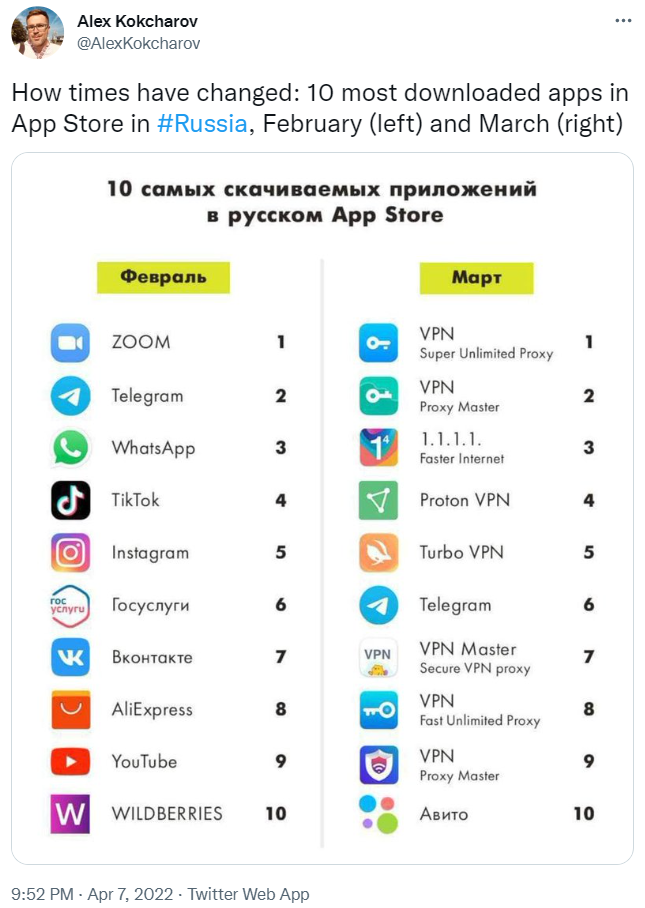 Alex Kokcharov
@AlexKokcharov
How times have changed: 10 most downloaded apps in
App Store in #Russia, February (left) and March (right)
10 самых скачиваемых приложений
в русском App Store
Февраль
ZOOM 1
Telegram 2
WhatsApp 3
TikTok 4
Instagram 5
гос
услуги
Госуслуги 6
Вконтакте 7
AliExpress 8
YouTube 9
W
WILDBERRIES 10
Март
VPN
Super Unlimited Proxy 1
VPN
Proxy Master 2
1⁴
1.1.1.1.
Faster Internet 3
Proton VPN 4
Turbo VPN 5
Telegram 6
VPN
VPN Master
Secure VPN proxy 7
VPN
Fast Unlimited Proxy 8
VPN
Proxy Master 9
Авито 10
9:52 PM · Apr 7, 2022 · Twitter Web App